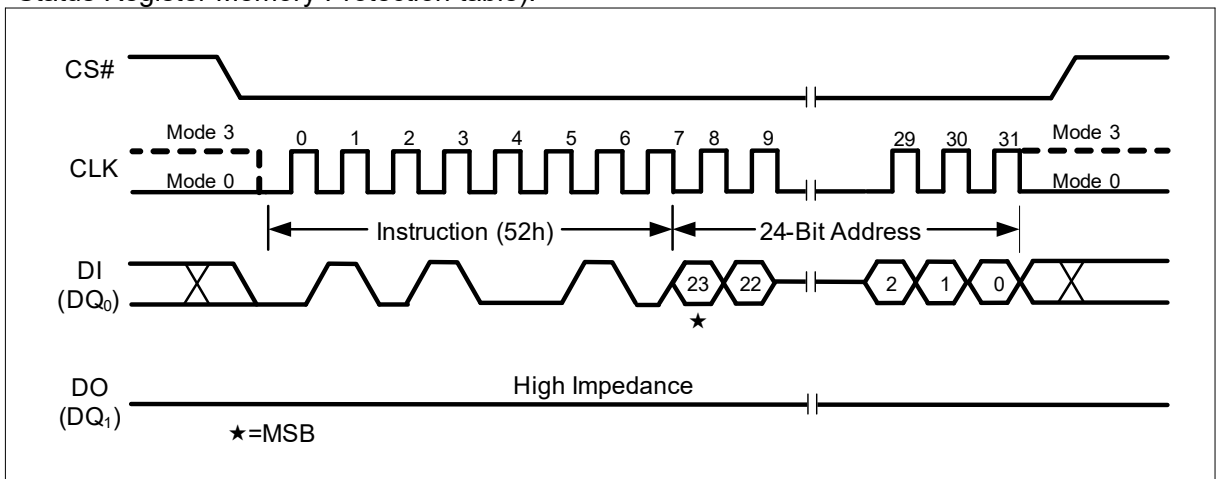 Status Register Memory Protection table).
CS#
Mode 3 0 1 2 3 4 5 6 7 8 9 29 30 31 Mode 3
CLK
Mode 0 Mode 0
Instruction (52h) 24-Bit Address
DI
(DQ₀)
23 22 2 1 0
★
High Impedance
DO
(DQ₁)
★=MSB